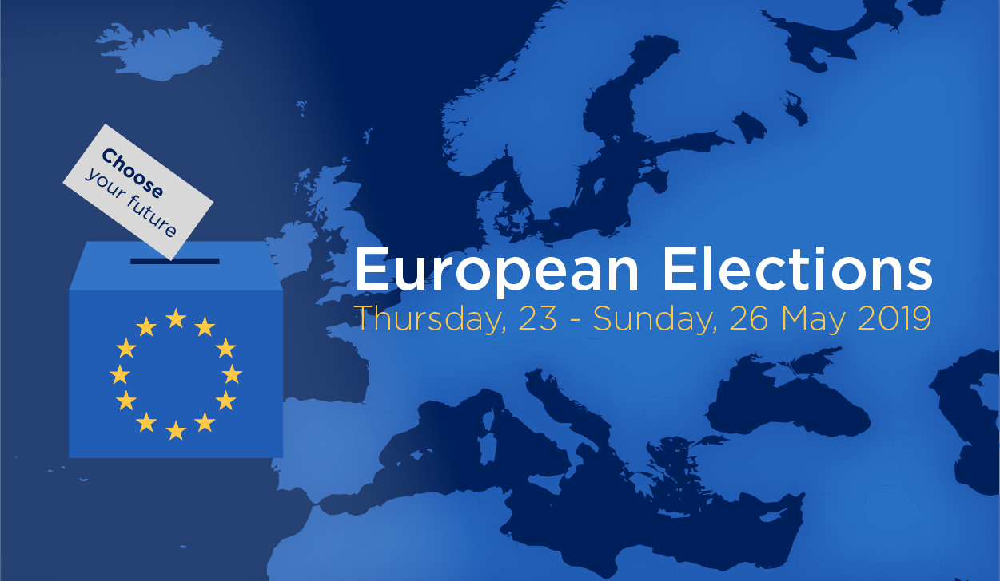 Choose
your future
European Elections
Thursday, 23 - Sunday, 26 May 2019